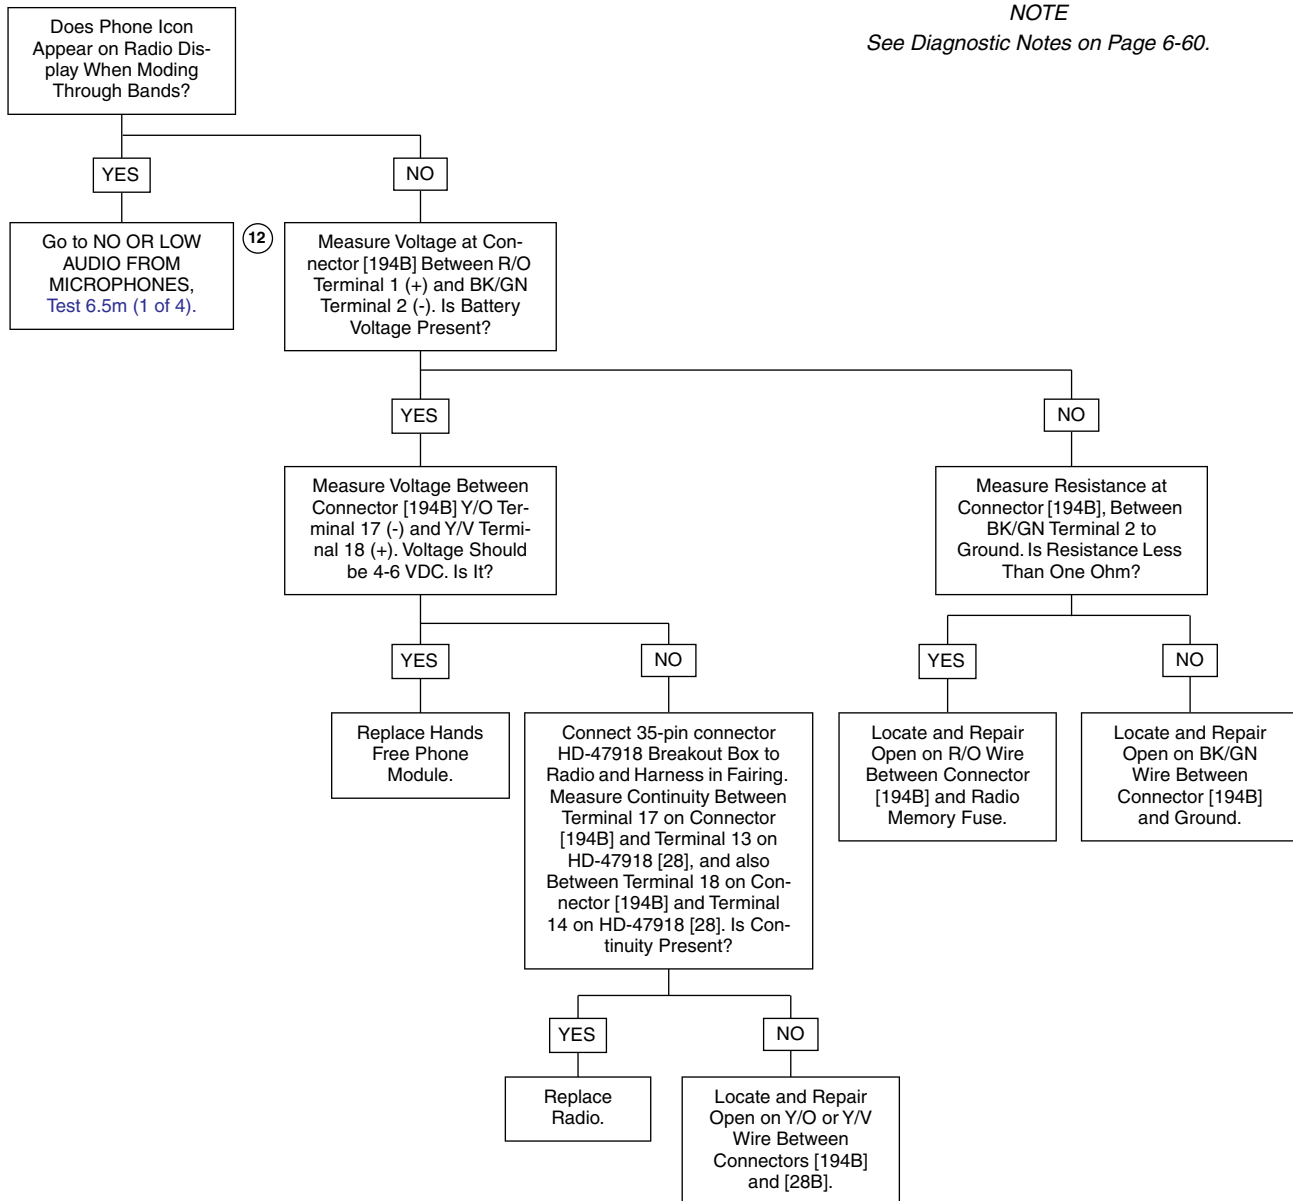 Does Phone Icon
Appear on Radio Dis-
play When Moding
Through Bands?
NOTE
See Diagnostic Notes on Page 6-60.
YES
NO
Go to NO OR LOW
AUDIO FROM
MICROPHONES,
Test 6.5m (1 of 4).
12
Measure Voltage at Con-
nector [194B] Between R/O
Terminal 1 (+) and BK/GN
Terminal 2 (-). Is Battery
Voltage Present?
YES
NO
Measure Voltage Between
Connector [194B] Y/O Ter-
minal 17 (-) and Y/V Termi-
nal 18 (+). Voltage Should
be 4-6 VDC. Is It?
Measure Resistance at
Connector [194B], Between
BK/GN Terminal 2 to
Ground. Is Resistance Less
Than One Ohm?
YES
NO
YES
NO
Replace Hands
Free Phone
Module.
Connect 35-pin connector
HD-47918 Breakout Box to
Radio and Harness in Fairing.
Measure Continuity Between
Terminal 17 on Connector
[194B] and Terminal 13 on
HD-47918 [28], and also
Between Terminal 18 on Con-
nector [194B] and Terminal
14 on HD-47918 [28]. Is Con-
tinuity Present?
Locate and Repair
Open on R/O Wire
Between Connector
[194B] and Radio
Memory Fuse.
Locate and Repair
Open on BK/GN
Wire Between
Connector [194B]
and Ground.
YES
NO
Replace
Radio.
Locate and Repair
Open on Y/O or Y/V
Wire Between
Connectors [194B]
and [28B].